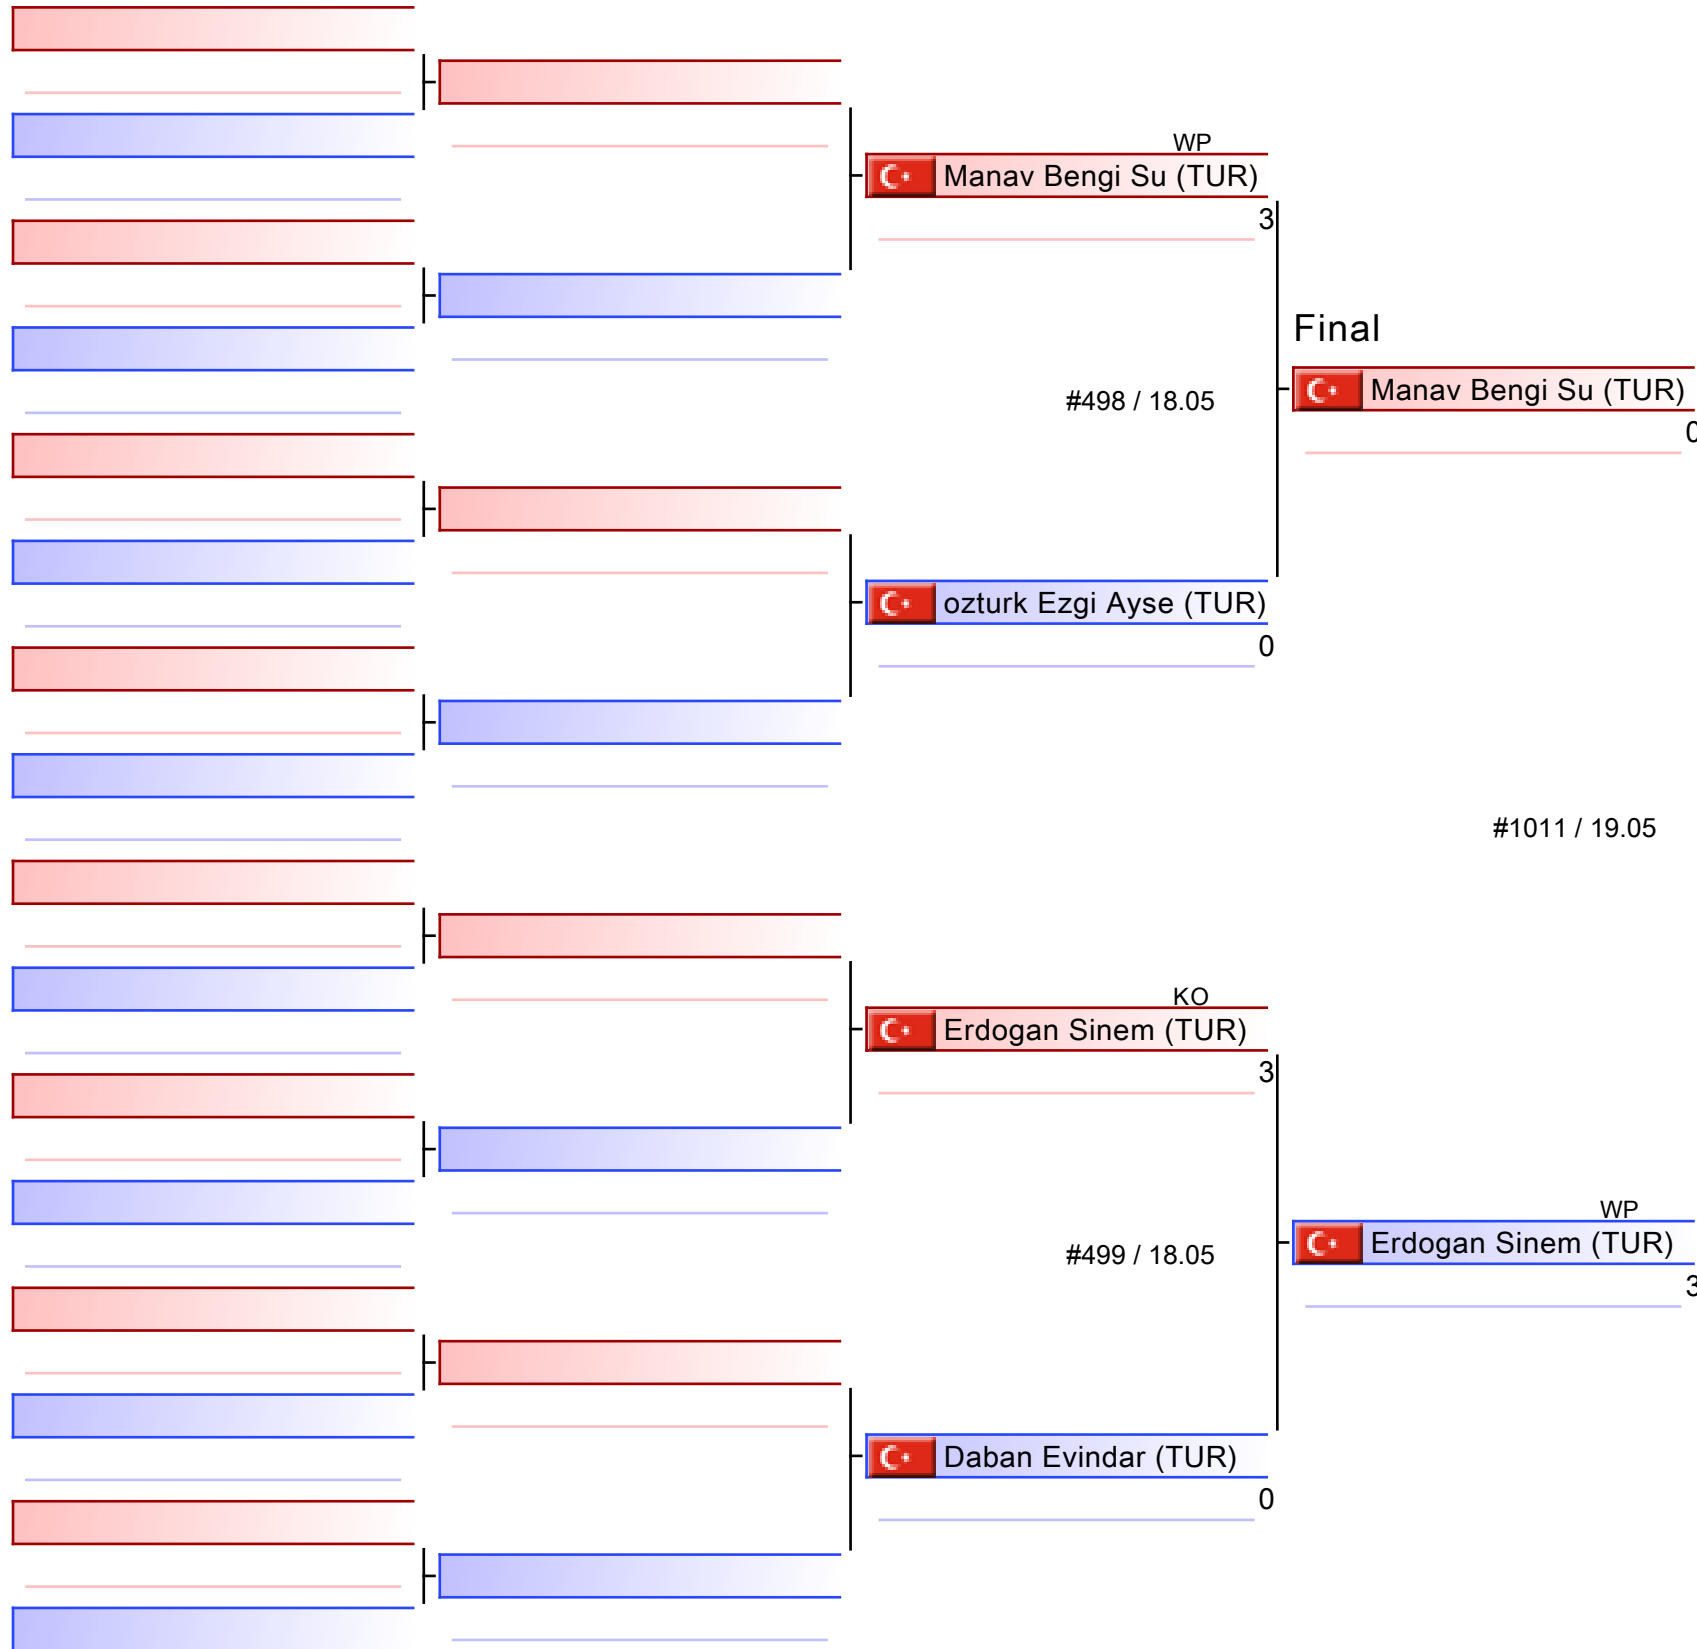 WP
Manav Bengi Su (TUR)
3
Final
#498 / 18.05
Manav Bengi Su (TUR)
0
ozturk Ezgi Ayse (TUR)
0
#1011 / 19.05
KO
Erdogan Sinem (TUR)
3
WP
#499 / 18.05
Erdogan Sinem (TUR)
3
Daban Evindar (TUR)
0